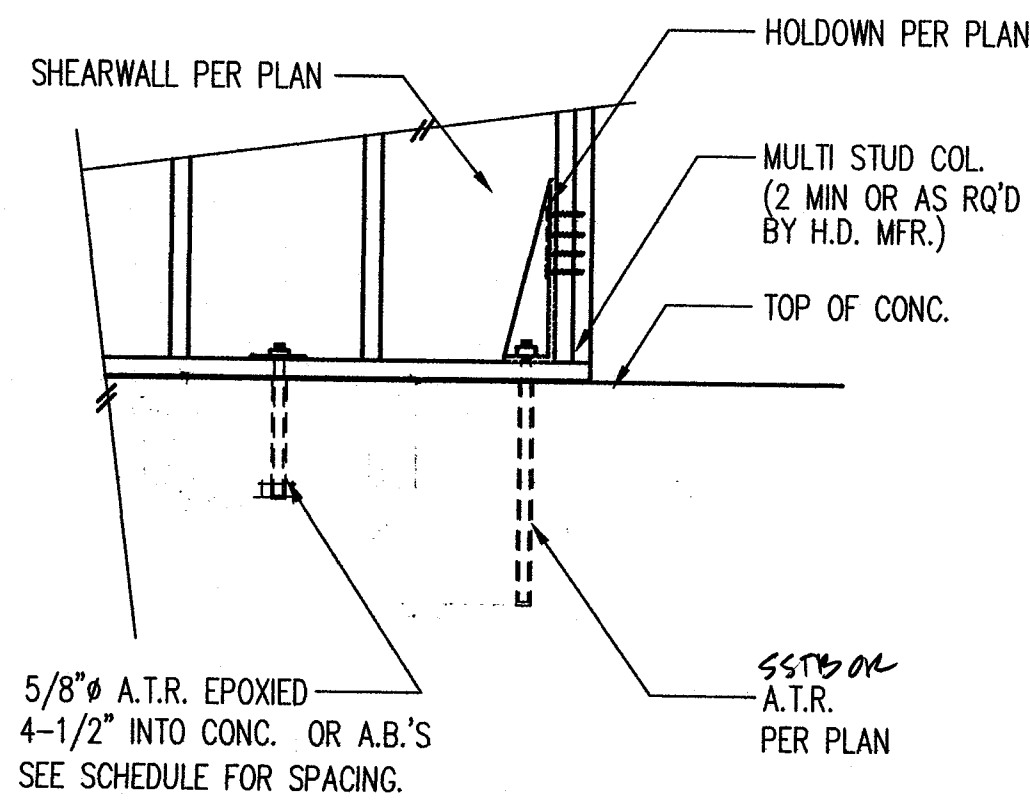 HOLDOWN PER PLAN
SHEARWALL PER PLAN
MULTI STUD COL.
(2 MIN OR AS RQ'D
BY H.D. MFR.)
TOP OF CONC.
5/8"ø A.T.R. EPOXIED
4-1/2" INTO CONC. OR A.B.'S
SEE SCHEDULE FOR SPACING.
SSTB OR
A.T.R.
PER PLAN